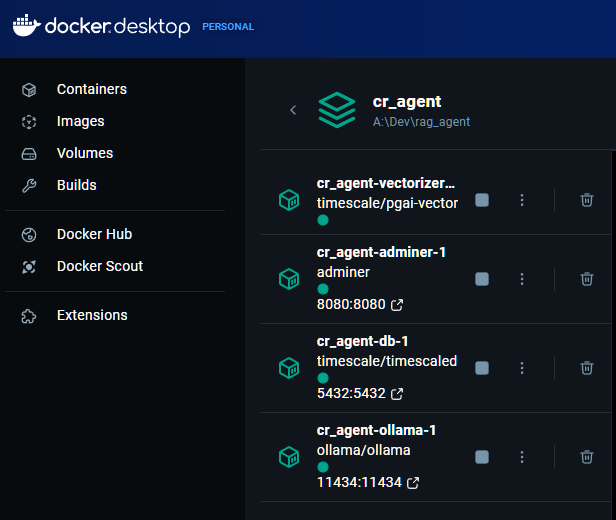 docker.desktop PERSONAL
Containers
Images
Volumes
Builds
Docker Hub
Docker Scout
Extensions
cr_agent
A:\Dev\rag_agent
cr_agent-vectorizer...
timescale/pgai-vector
cr_agent-adminer-1
adminer
8080:8080
cr_agent-db-1
timescale/timescaled
5432:5432
cr_agent-ollama-1
ollama/ollama
11434:11434